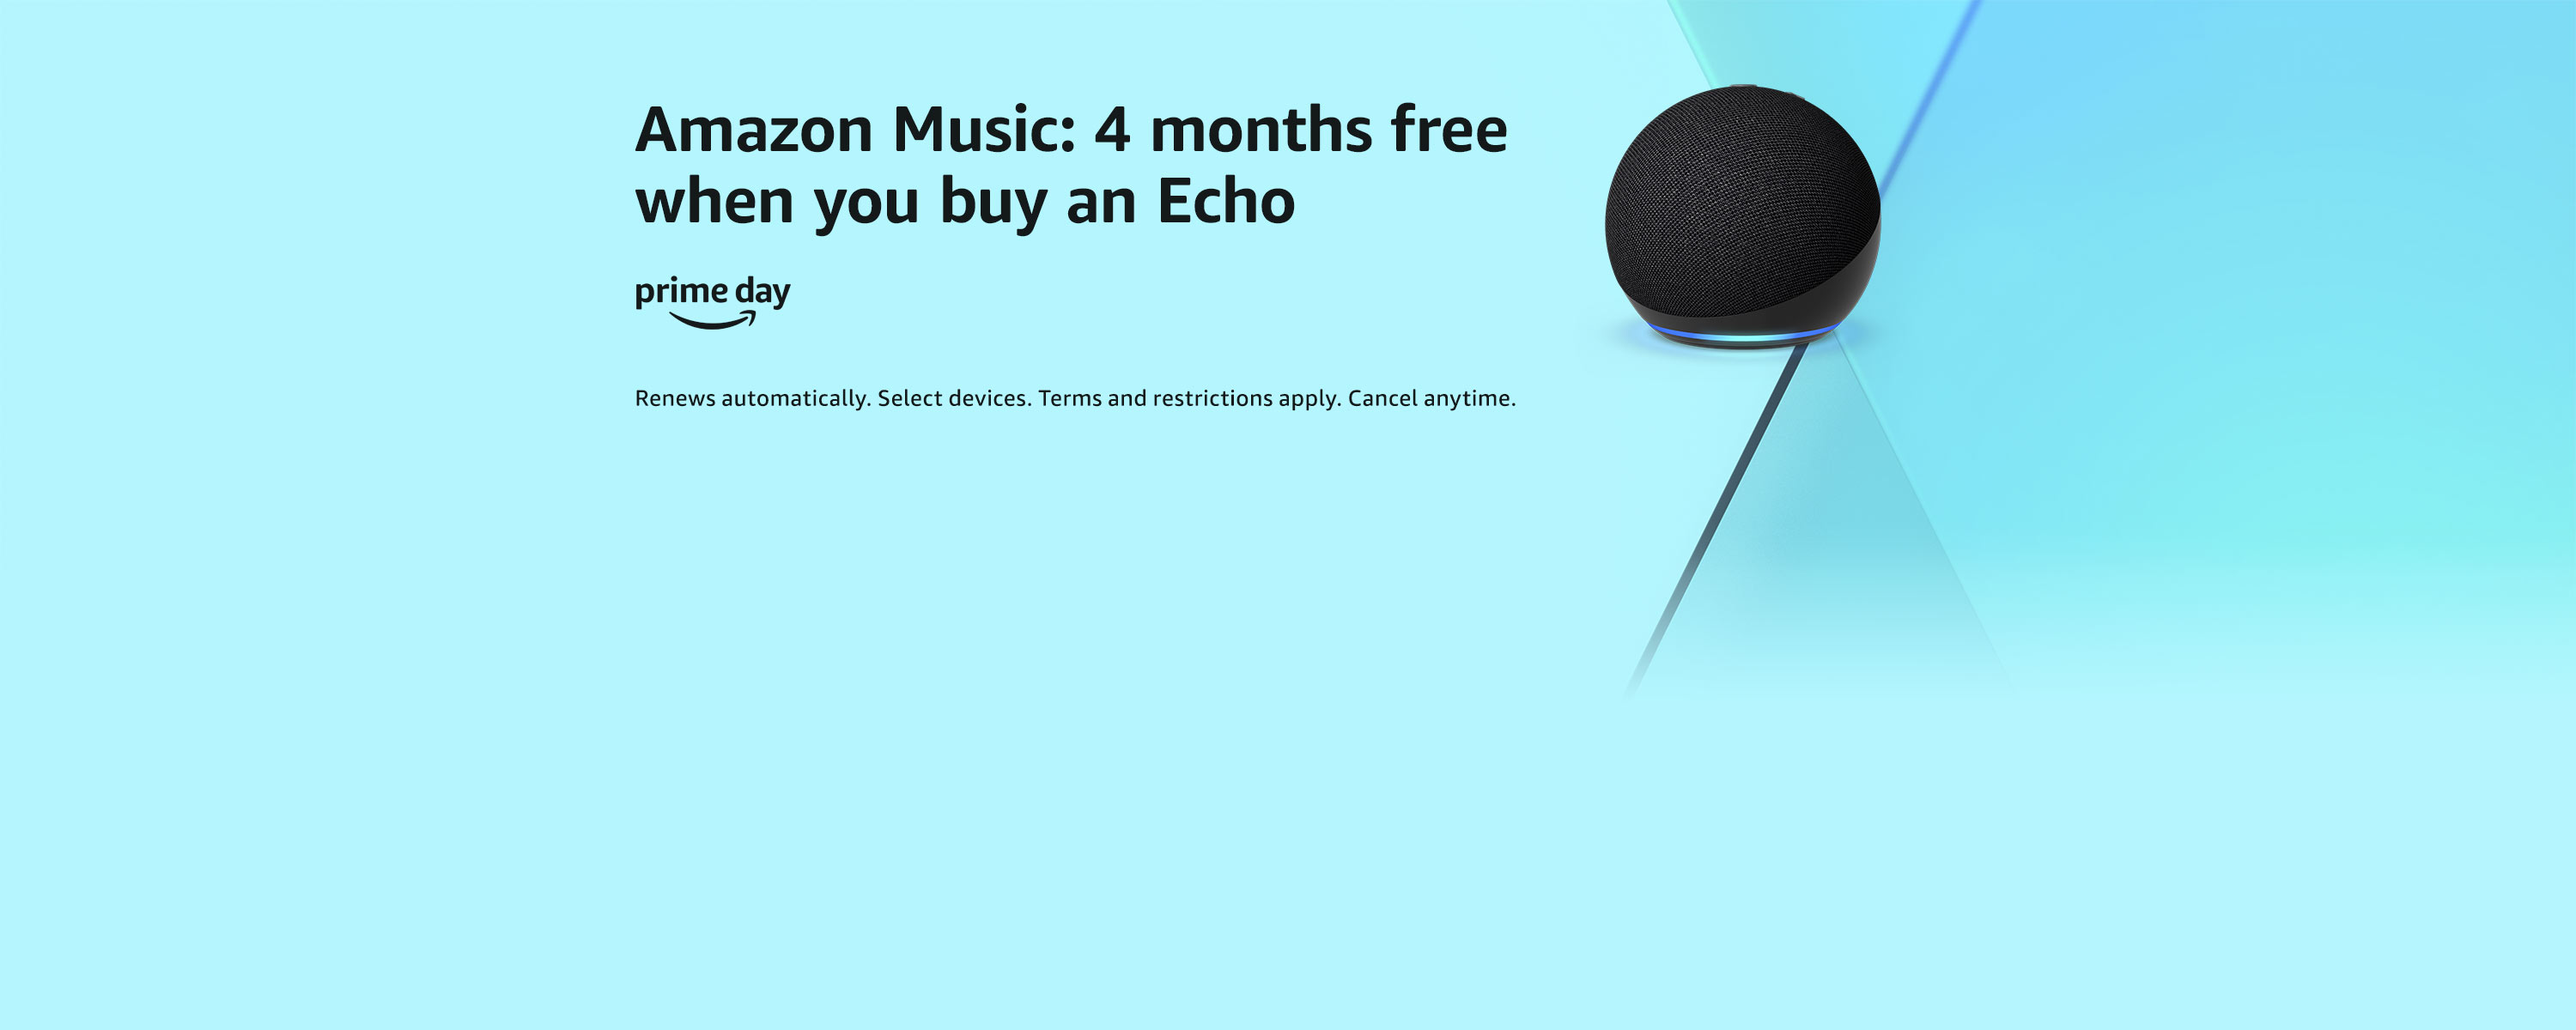 Amazon Music: 4 months free
when you buy an Echo
prime day
Renews automatically. Select devices. Terms and restrictions apply. Cancel anytime.